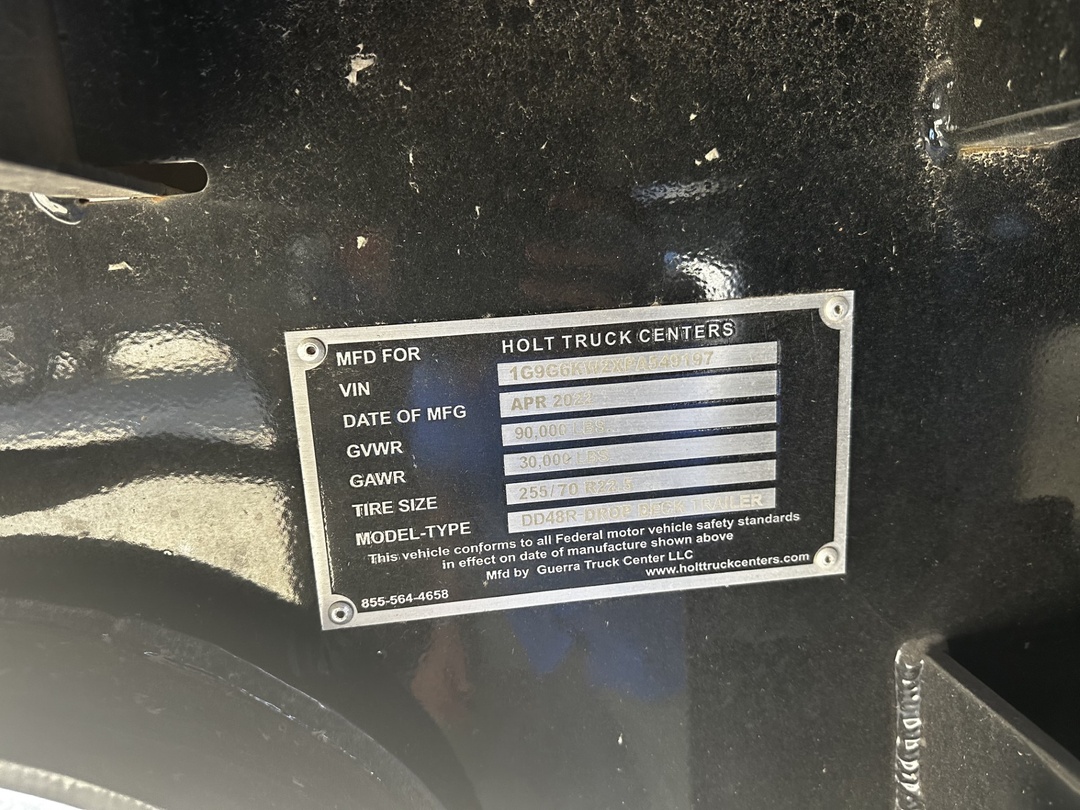 MFD FOR HOLT TRUCK CENTERS
VIN
DATE OF MFG APR
GVWR 90,000 LBS.
GAWR 30,000 LBS.
TIRE SIZE 255/70 R22.5
MODEL-TYPE DD48R-DROP DECK TRAILER
This vehicle conforms to all Federal motor vehicle safety standards
in effect on date of manufacture shown above
Mfd by Guerra Truck Center LLC
855-564-4658 www.holttruckcenters.com